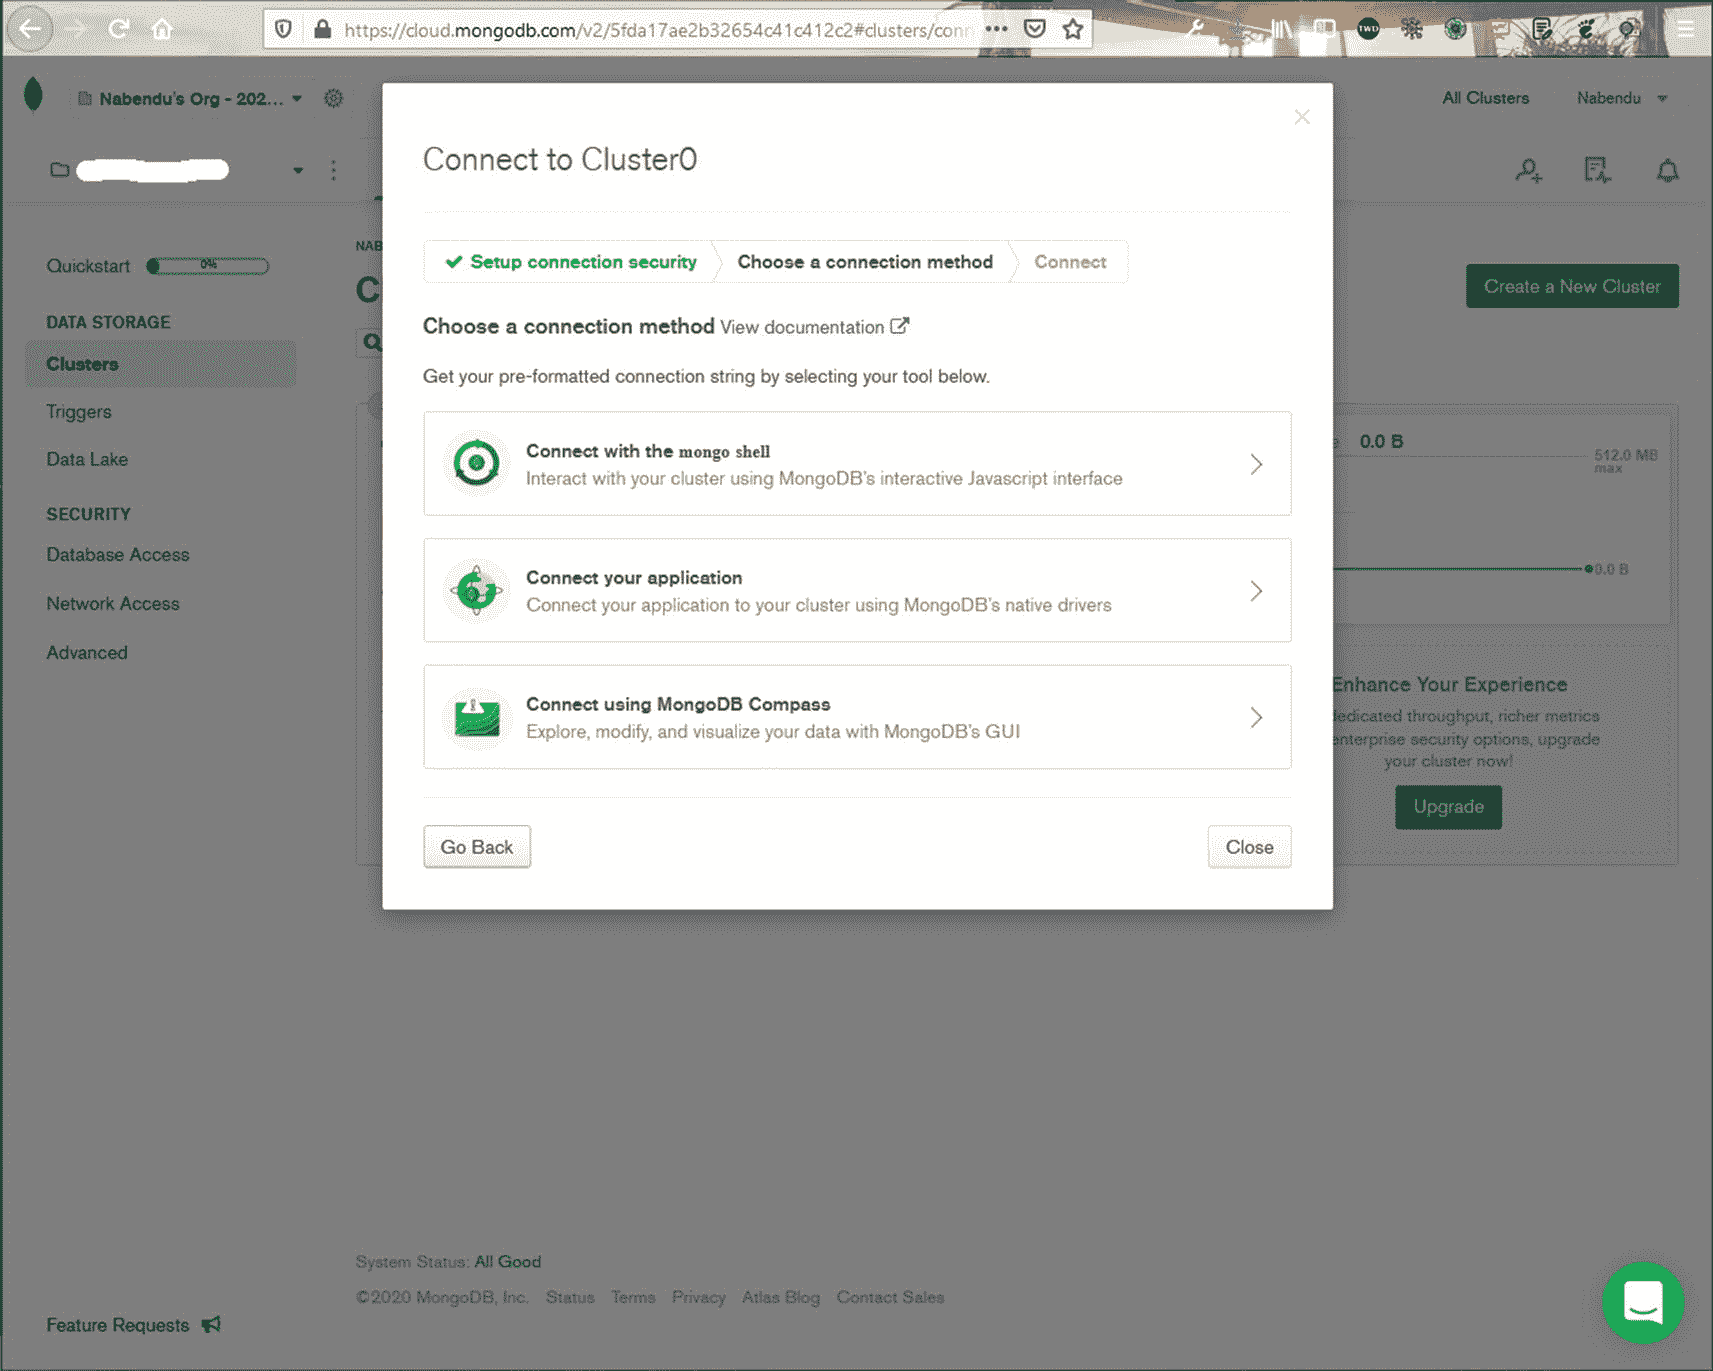 https://cloud.mongodb.com/v2/5fda17ae2b32654c41c412c2#clusters/con
TWD
Nabendu's Org - 202...
All Clusters
Nabendu
Connect to Cluster0
Quickstart
0%
NAB
C
Setup connection security
Choose a connection method
Connect
Create a New Cluster
DATA STORAGE
Clusters
Triggers
Data Lake
SECURITY
Database Access
Network Access
Advanced
Choose a connection method View documentation
Get your pre-formatted connection string by selecting your tool below.
Connect with the mongo shell
Interact with your cluster using MongoDB's interactive Javascript interface
Connect your application
Connect your application to your cluster using MongoDB's native drivers
Connect using MongoDB Compass
Explore, modify, and visualize your data with MongoDB's GUI
Go Back
Close
0.0 B
512.0 MB
max
0.0 B
Enhance Your Experience
dedicated throughput, richer metrics
enterprise security options, upgrade
your cluster now!
Upgrade
System Status: All Good
©2020 MongoDB, Inc. Status Terms Privacy Atlas Blog Contact Sales
Feature Requests